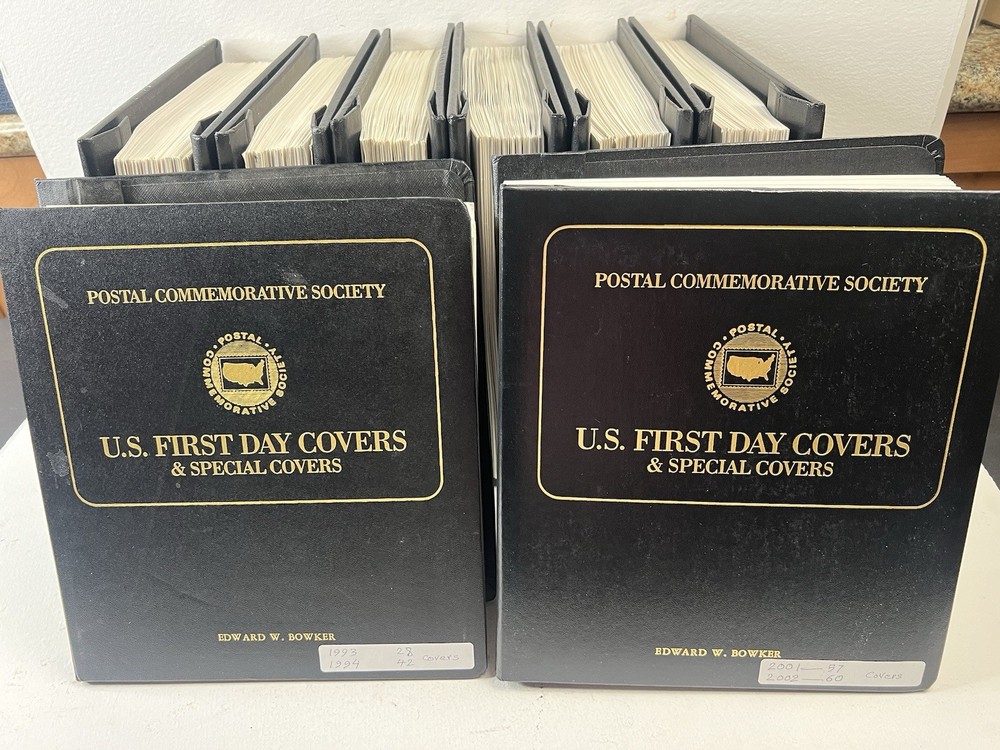 POSTAL COMMEMORATIVE SOCIETY
POSTAL COMMEMORATIVE SOCIETY
U.S. FIRST DAY COVERS
& SPECIAL COVERS
EDWARD W. BOWKER
1993 28 Covers
1994 42
POSTAL COMMEMORATIVE SOCIETY
POSTAL COMMEMORATIVE SOCIETY
U.S. FIRST DAY COVERS
& SPECIAL COVERS
EDWARD W. BOWKER
2001 — 37
2002 — 60 Covers